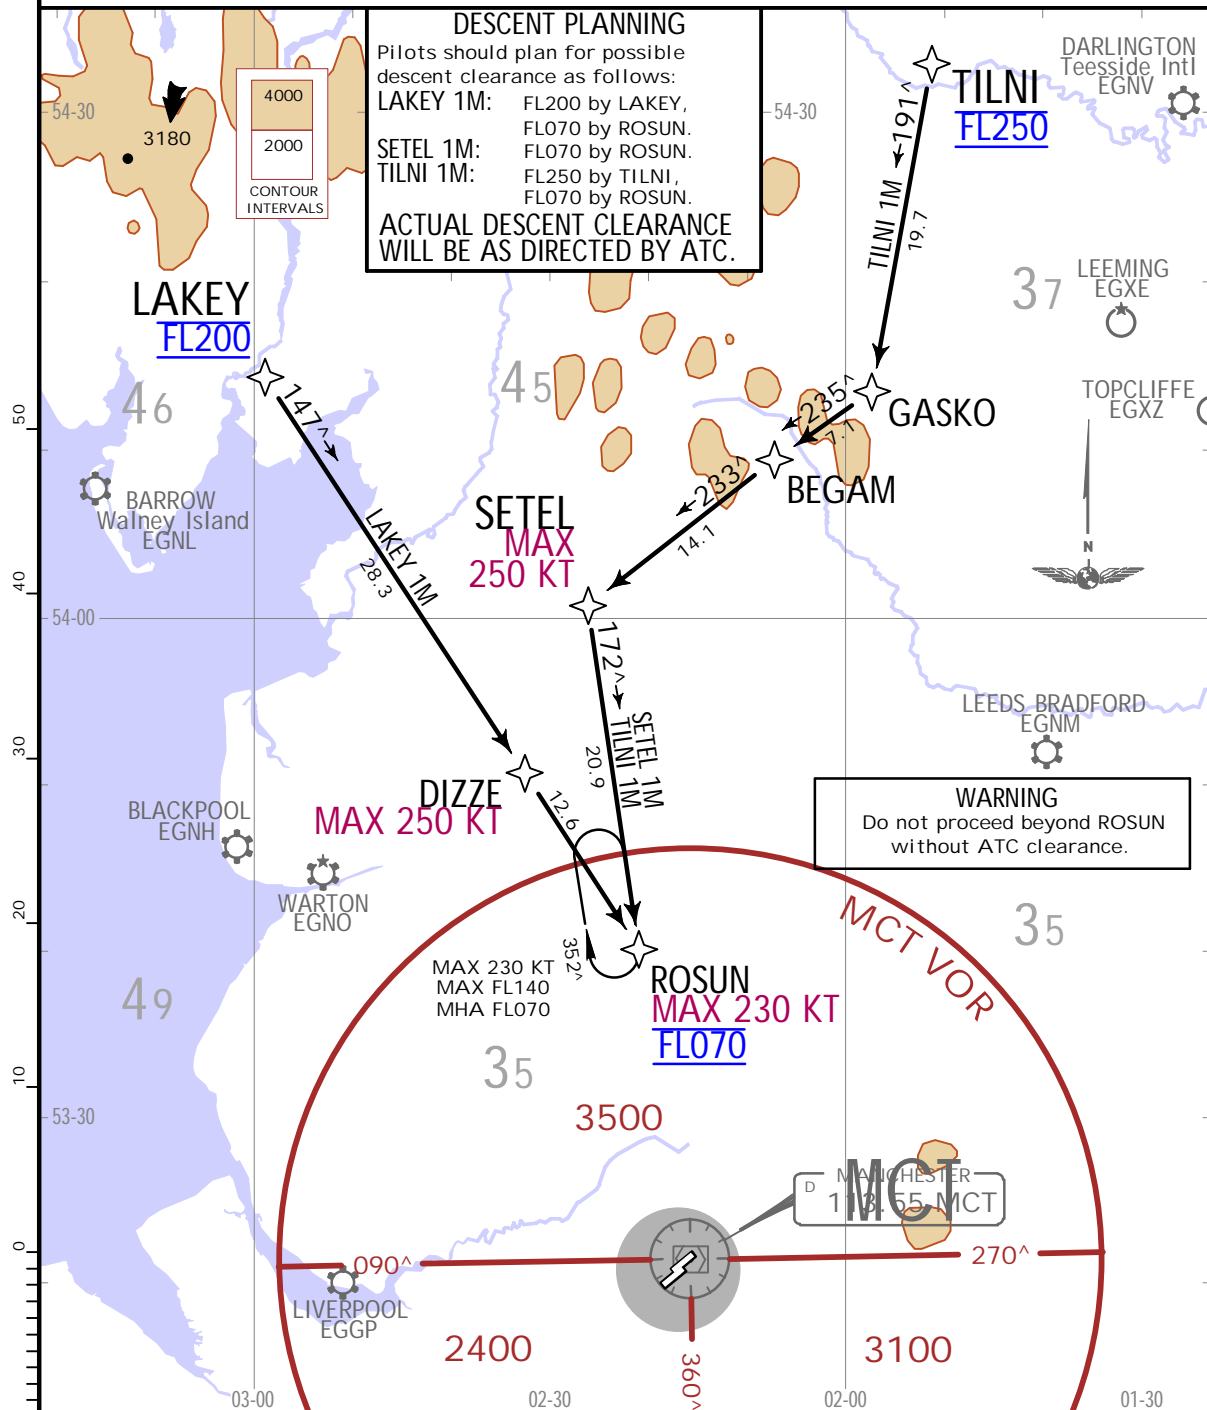 DESCENT PLANNING
Pilots should plan for possible
descent clearance as follows:
LAKEY 1M: FL200 by LAKEY,
FL070 by ROSUN.
SETEL 1M: FL070 by ROSUN.
TILNI 1M: FL250 by TILNI,
FL070 by ROSUN.
ACTUAL DESCENT CLEARANCE
WILL BE AS DIRECTED BY ATC.
DARLINGTON
Teesside Intl
EGNV
TILNI
FL250
54-30
54-30
3180
4000
2000
CONTOUR
INTERVALS
191^
TILNI 1M
19.7
37
LEEMING
EGXE
LAKEY
FL200
46
45
TOPCLIFFE
EGXZ
147^
235^
7.1
GASKO
50
BEGAM
233^
14.1
BARROW
Walney Island
EGNL
SETEL
MAX
250 KT
LAKEY 1M
28.3
N
40
54-00
172^
SETEL 1M
TILNI 1M
20.9
LEEDS BRADFORD
EGNM
30
DIZZE
MAX 250 KT
12.6
WARNING
Do not proceed beyond ROSUN
without ATC clearance.
BLACKPOOL
EGNH
WARTON
EGNO
20
352^
MAX 230 KT
MAX FL140
MHA FL070
ROSUN
MAX 230 KT
FL070
MCT VOR
35
49
35
10
53-30
3500
MCT
D MANCHESTER
113.55 MCT
0
090^
270^
LIVERPOOL
EGGP
2400
3100
360^
03-00
02-30
02-00
01-30